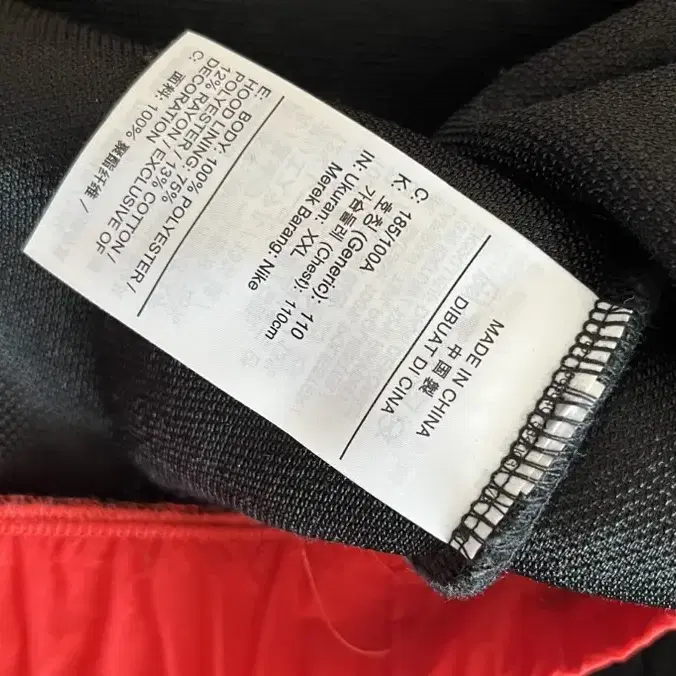 MADE IN CHINA
中國製
DIBUAT DI CINA
C: 185/100A
K: 호칭 (Generic): 110
가슴둘레 (Chest): 110cm
IN: Ukuran: XXL
Merek Barang: Nike
E: BODY: 100% POLYESTER/
HOOD LINING: 75%
POLYESTER / 13% COTTON/
12% RAYON / EXCLUSIVE OF
DECORATION
C: 面料: 100% 聚酯纤维 /